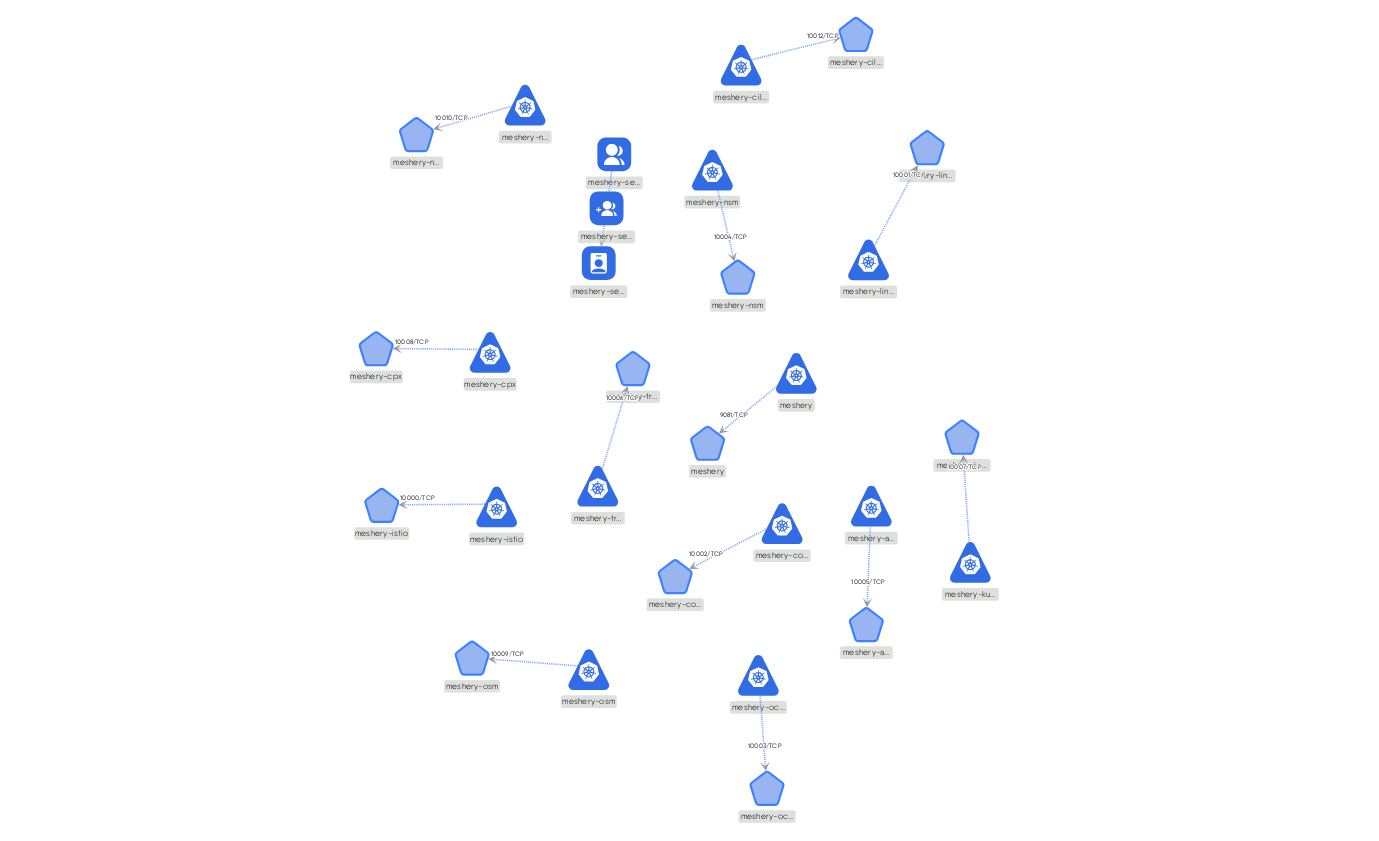 10012/TCP
meshery-cil...
meshery-cil...
10010/TCP
meshery-n...
meshery-n...
meshery-se...
meshery-se...
meshery-se...
meshery-nsm
10004/TCP
meshery-nsm
10001/TCP
ry-lin...
meshery-lin...
10008/TCP
meshery-cpx
meshery-cpx
10006/TCP
y-tr...
meshery-tr...
meshery
9081/TCP
meshery
10007/TCP
meshery-ku...
10000/TCP
meshery-istio
meshery-istio
meshery-co...
10002/TCP
meshery-co...
meshery-a...
10005/TCP
meshery-a...
10009/TCP
meshery-osm
meshery-osm
meshery-oc...
10003/TCP
meshery-oc...